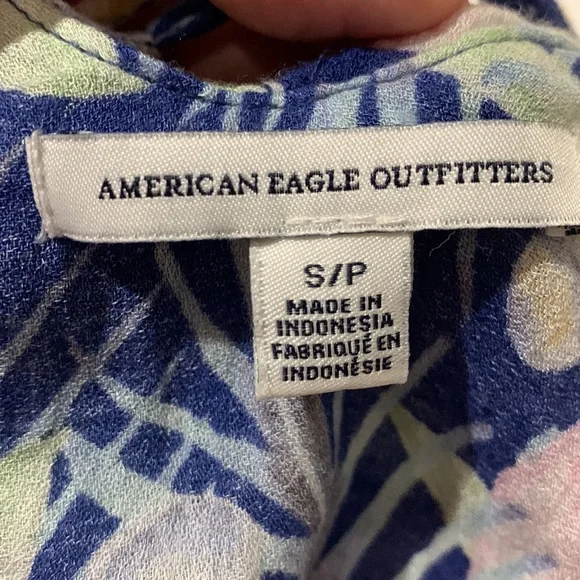 AMERICAN EAGLE OUTFITTERS
S/P
MADE IN
INDONESIA
FABRIQUÉ EN
INDONÉSIE